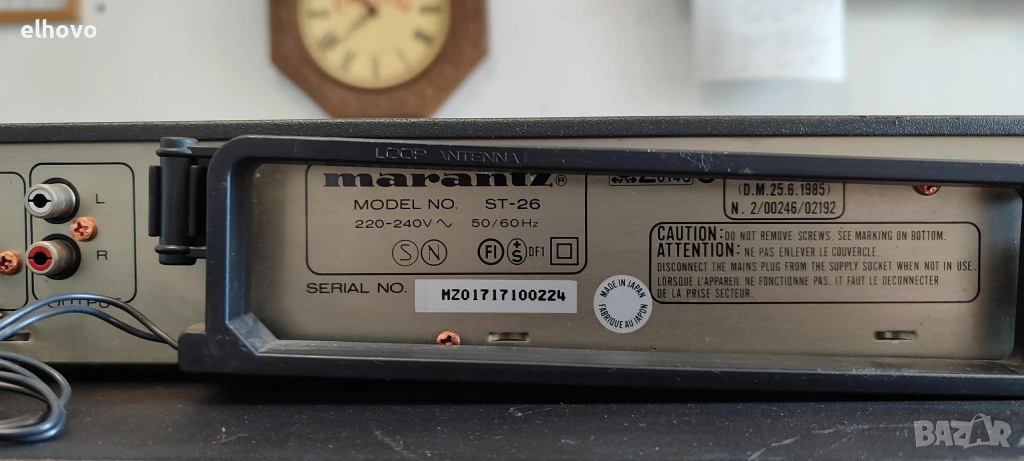 elhovo
LOOP ANTENNA
marantz®
MODEL NO. ST-26
220-240V ~ 50/60Hz
S N FI S DF1
SERIAL NO. MZ01717100224
MADE IN JAPAN
FABRIQUE AU JAPON
(D.M.25.6.1985)
N. 2/00246/02192
CAUTION: DO NOT REMOVE SCREWS. SEE MARKING ON BOTTOM.
ATTENTION: NE PAS ENLEVER LE COUVERCLE.
DISCONNECT THE MAINS PLUG FROM THE SUPPLY SOCKET WHEN NOT IN USE.
LORSQUE L'APPAREIL NE FONCTIONNE PAS. IT FAUT LE DECONNECTER
DE LA PRISE SECTEUR.
L
R
BAZAR